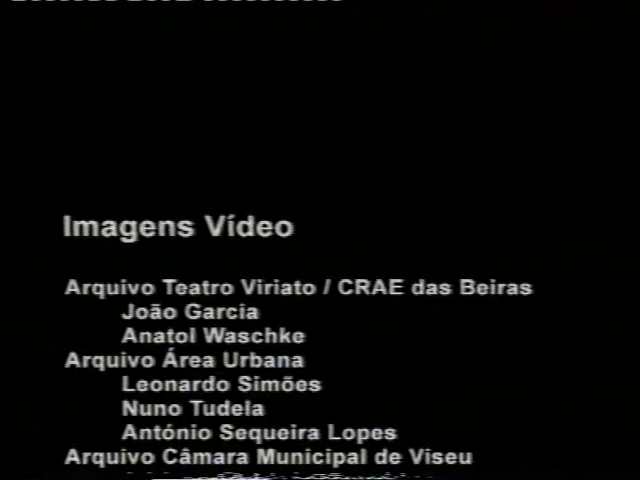 Imagens Vídeo
Arquivo Teatro Viriato / CRAE das Beiras
João Garcia
Anatol Waschke
Arquivo Área Urbana
Leonardo Simões
Nuno Tudela
António Sequeira Lopes
Arquivo Câmara Municipal de Viseu